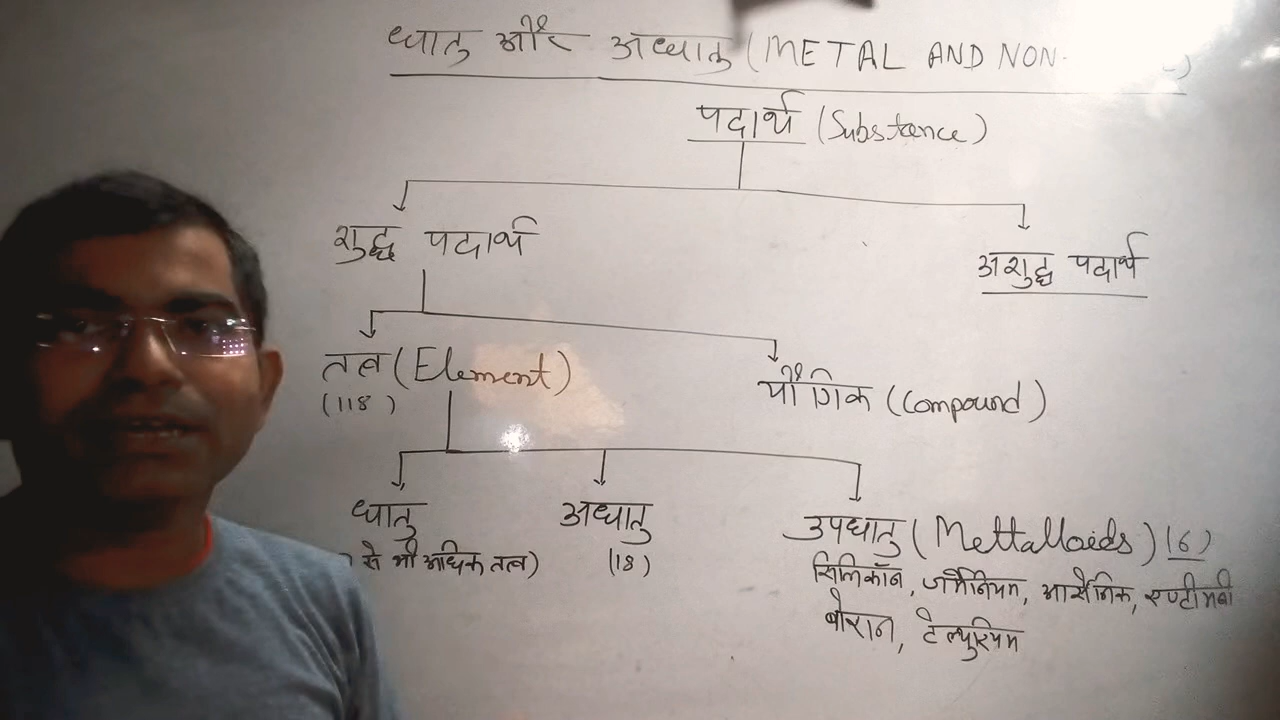 धातु और अधातु (METAL AND NON-
पदार्थ (Substance)
शुद्ध पदार्थ
अशुद्ध पदार्थ
तत्व (Element)
(118)
यौगिक (Compound)
धातु
अधातु
उपधातु (Mettalloids) (6)
से भी अधिक तत्व)
(18)
सिलिकॉन, जर्मेनियम, आर्सेनिक, एण्टीमनी
बोरान, टेल्युरियम